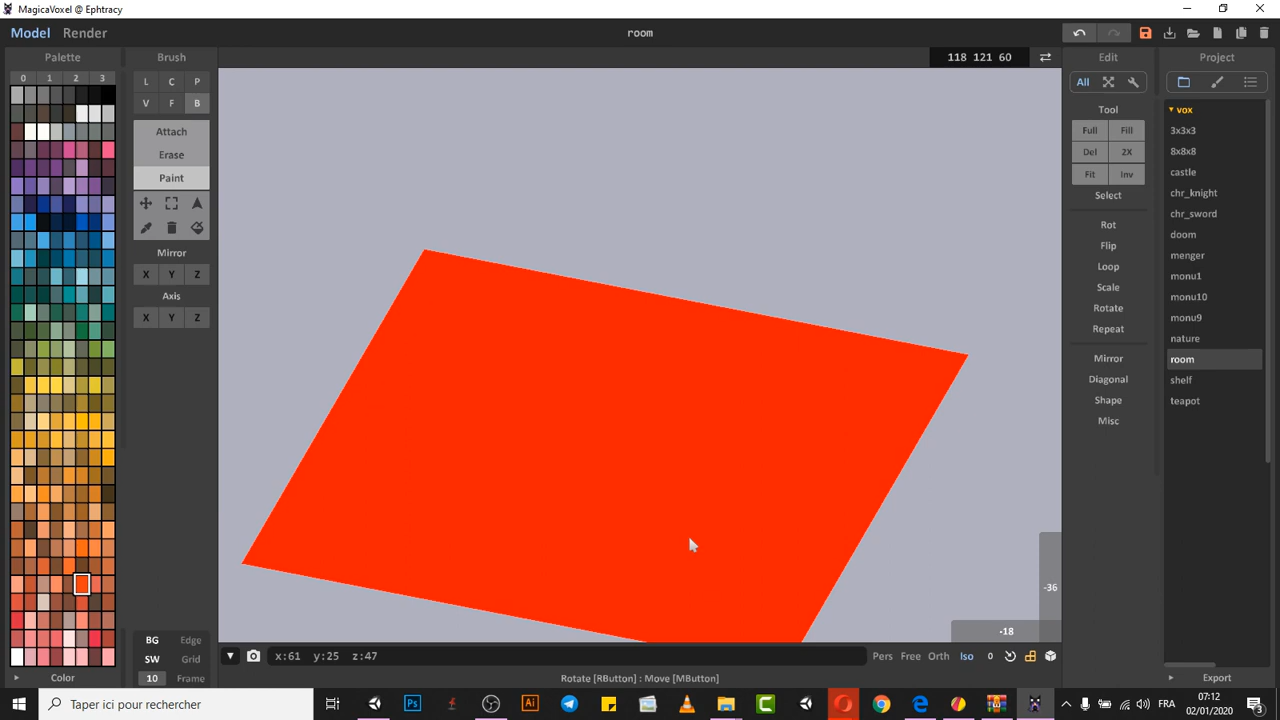 MagicaVoxel @ Ephtracy
Model Render
room
Palette
0 1 2 3
Color
Brush
L C P
V F B
Attach
Erase
Paint
Mirror
X Y Z
Axis
X Y Z
BG Edge
SW Grid
10 Frame
118 121 60
-36
-18
x:61 y:25 z:47
Pers Free Orth Iso 0
Rotate [RButton] : Move [MButton]
Edit
All
Tool
Full Fill
Del 2X
Fit Inv
Select
Rot
Flip
Loop
Scale
Rotate
Repeat
Mirror
Diagonal
Shape
Misc
Project
vox
3x3x3
8x8x8
castle
chr_knight
chr_sword
doom
menger
monu1
monu10
monu9
nature
room
shelf
teapot
Export
Taper ici pour rechercher
Ps
Ai
C
FRA
07:12
02/01/2020
3